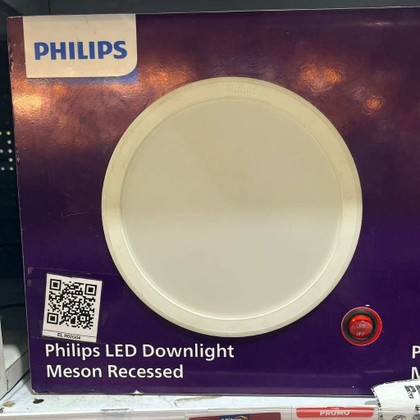 PHILIPS
Philips LED Downlight
Meson Recessed
PROMO